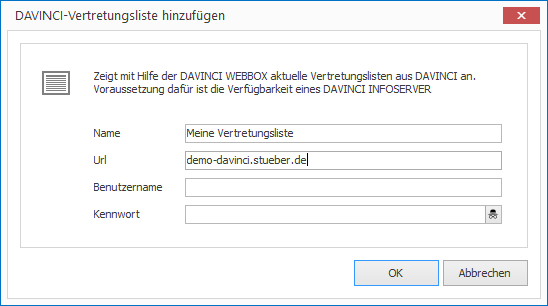 DAVINCI-Vertretungsliste hinzufügen
Zeigt mit Hilfe der DAVINCI WEBBOX aktuelle Vertretungslisten aus DAVINCI an.
Voraussetzung dafür ist die Verfügbarkeit eines DAVINCI INFOSERVER
Name Meine Vertretungsliste
Url demo-davinci.stueber.de
Benutzername
Kennwort
OK Abbrechen